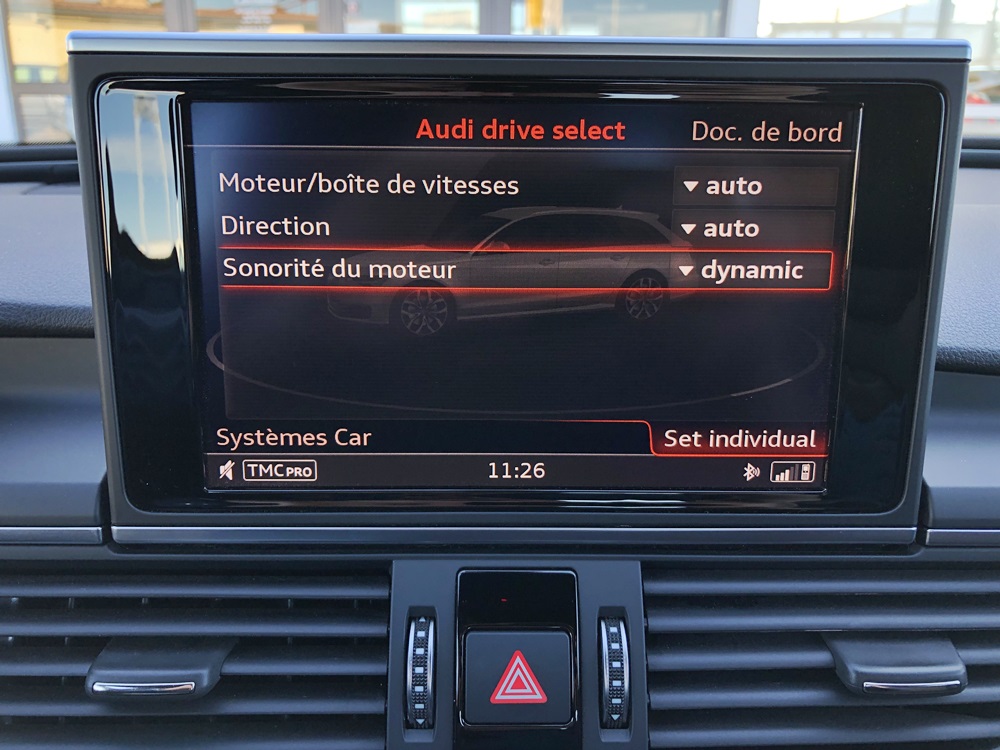 Audi drive select Doc. de bord
Moteur/boîte de vitesses ▼ auto
Direction ▼ auto
Sonorité du moteur ▼ dynamic
Systèmes Car Set individual
TMC PRO 11:26